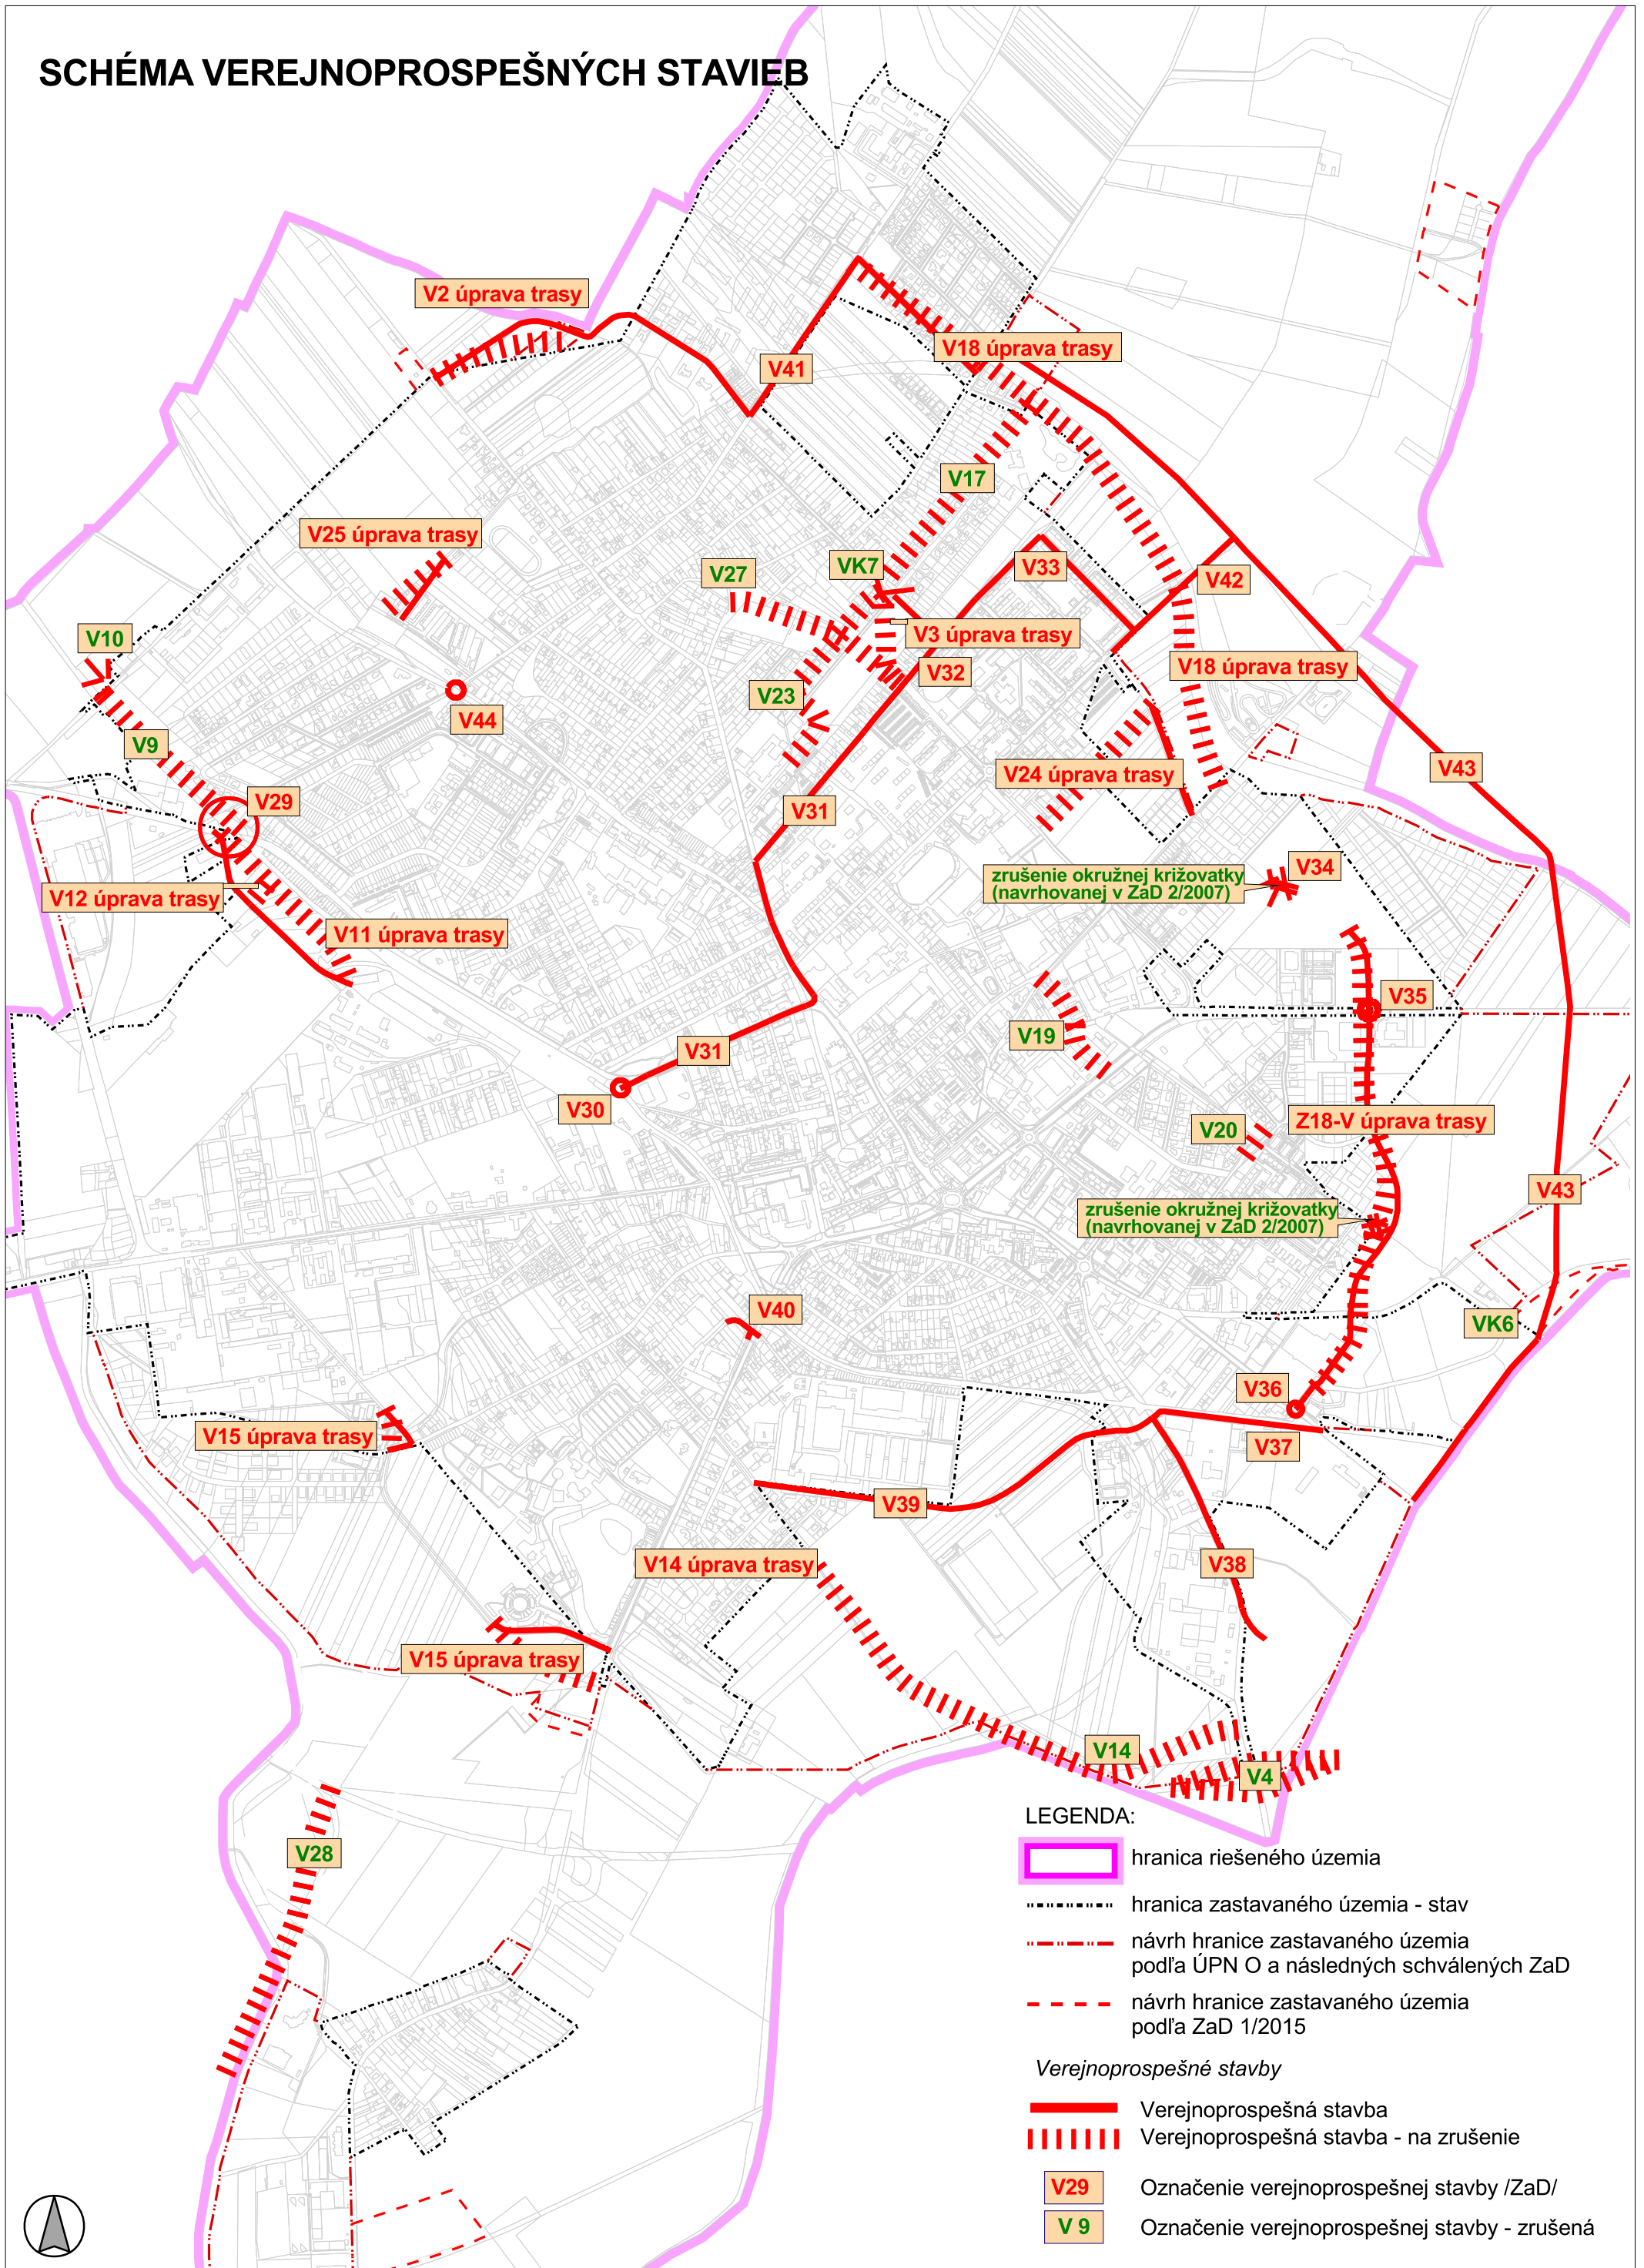 SCHÉMA VEREJNOPROSPEŠNÝCH STAVIEB
V2 úprava trasy
V18 úprava trasy
V41
V17
V25 úprava trasy
V27
VK7
V33
V42
V10
V3 úprava trasy
V32
V18 úprava trasy
V23
V44
V9
V24 úprava trasy
V43
V29
V31
zrušenie okružnej križovatky
(navrhovanej v ZaD 2/2007)
V34
V12 úprava trasy
V11 úprava trasy
V35
V19
V31
V30
Z18-V úprava trasy
V20
V43
zrušenie okružnej križovatky
(navrhovanej v ZaD 2/2007)
V40
VK6
V36
V15 úprava trasy
V37
V39
V14 úprava trasy
V38
V15 úprava trasy
V14
V4
V28
LEGENDA:
hranica riešeného územia
hranica zastavaného územia - stav
návrh hranice zastavaného územia
podľa ÚPN O a následných schválených ZaD
návrh hranice zastavaného územia
podľa ZaD 1/2015
Verejnoprospešné stavby
Verejnoprospešná stavba
Verejnoprospešná stavba - na zrušenie
V29 Označenie verejnoprospešnej stavby /ZaD/
V 9 Označenie verejnoprospešnej stavby - zrušená